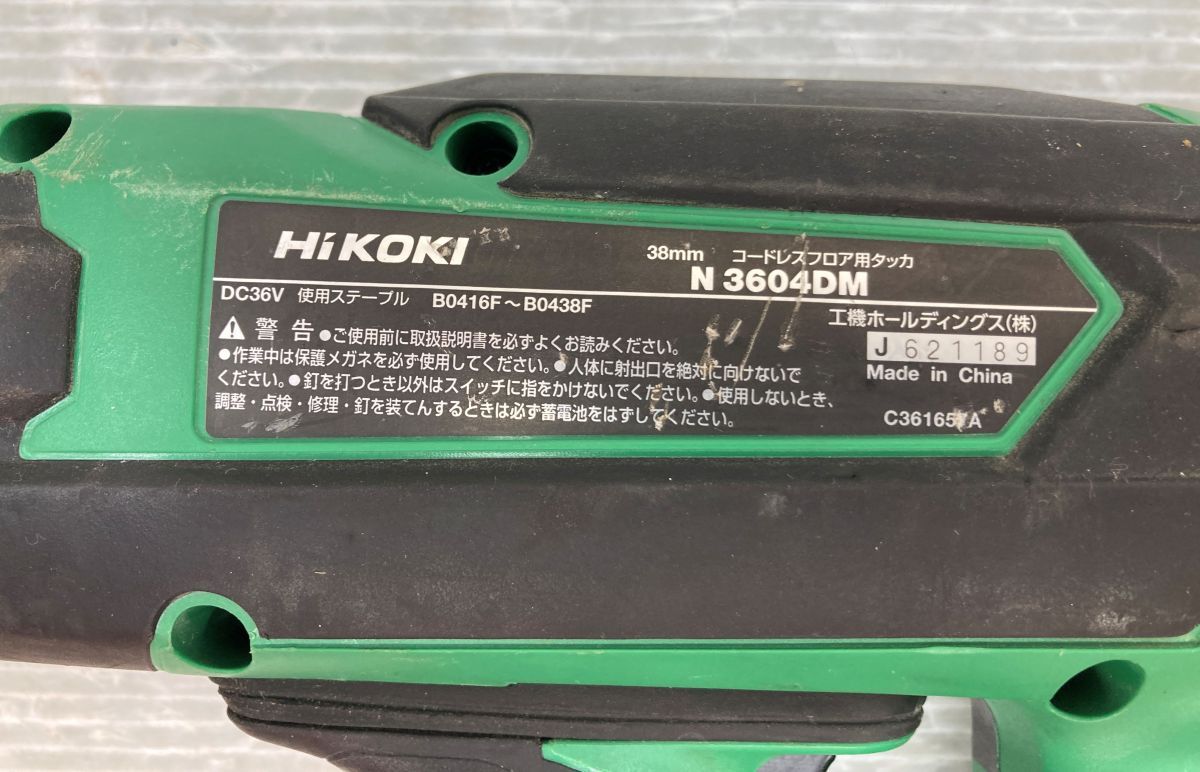 HiKOKI
38mm コードレスフロア用タッカ
N 3604DM
DC36V 使用ステープル B0416F～B0438F
工機ホールディングス(株)
J 621189
Made in China
警告 ●ご使用前に取扱説明書を必ずよくお読みください。
●作業中は保護メガネを必ず使用してください。●人体に射出口を絶対に向けないで
ください。●釘を打つとき以外はスイッチに指をかけないでください。●使用しないとき、
調整・点検・修理・釘を装てんするときは必ず蓄電池をはずしてください。